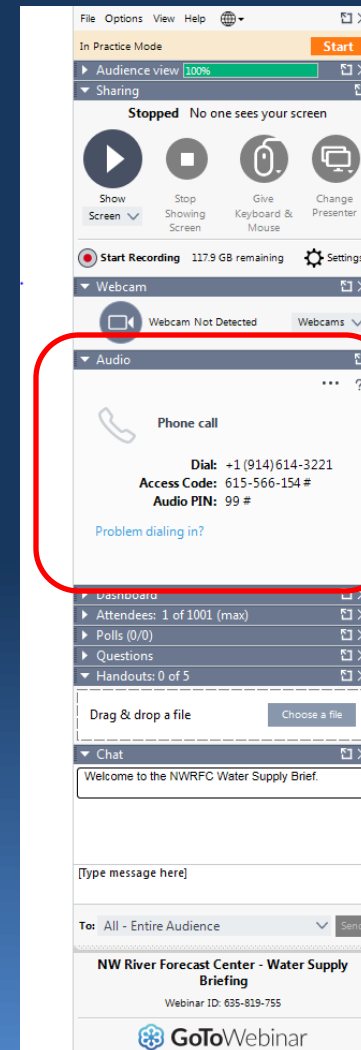 File Options View Help
In Practice Mode Start
Audience view 100%
Sharing
Stopped No one sees your screen
Show Stop Give Change
Screen Showing Keyboard & Presenter
Screen Mouse
Start Recording 117.9 GB remaining Settings
Webcam
Webcam Not Detected Webcams
Audio
... ?
Phone call
Dial: +1 (914) 614-3221
Access Code: 615-566-154 #
Audio PIN: 99 #
Problem dialing in?
Dashboard
Attendees: 1 of 1001 (max)
Polls (0/0)
Questions
Handouts: 0 of 5
Drag & drop a file Choose a file
Chat
Welcome to the NWRFC Water Supply Brief.
[Type message here]
To: All - Entire Audience Send
NW River Forecast Center - Water Supply
Briefing
Webinar ID: 635-819-755
GoToWebinar